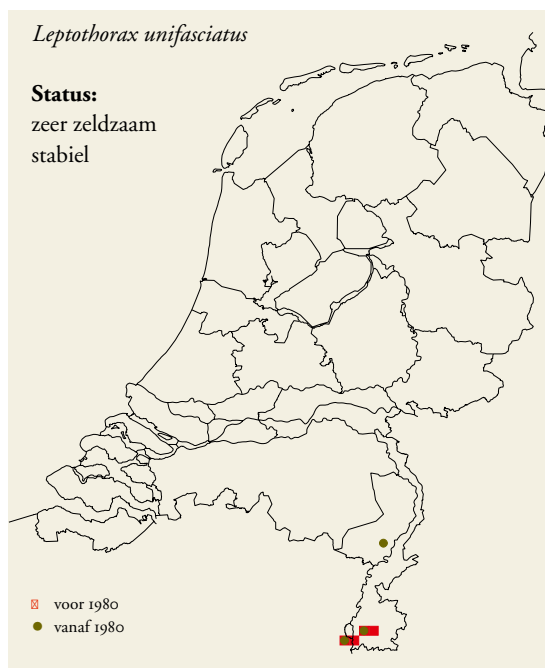 Leptothorax unifasciatus
Status:
zeer zeldzaam
stabiel
voor 1980
vanaf 1980